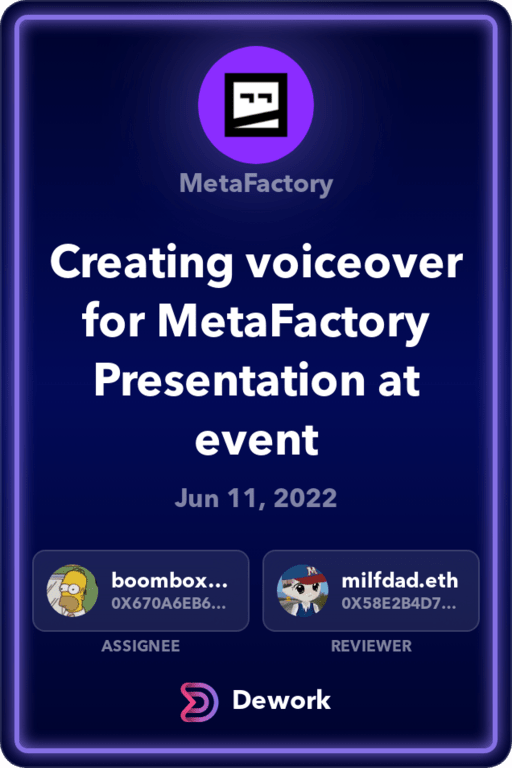 MetaFactory
Creating voiceover
for MetaFactory
Presentation at
event
Jun 11, 2022
boombox...
0X670A6EB6...
ASSIGNEE
milfdad.eth
0X58E2B4D7...
REVIEWER
Dework